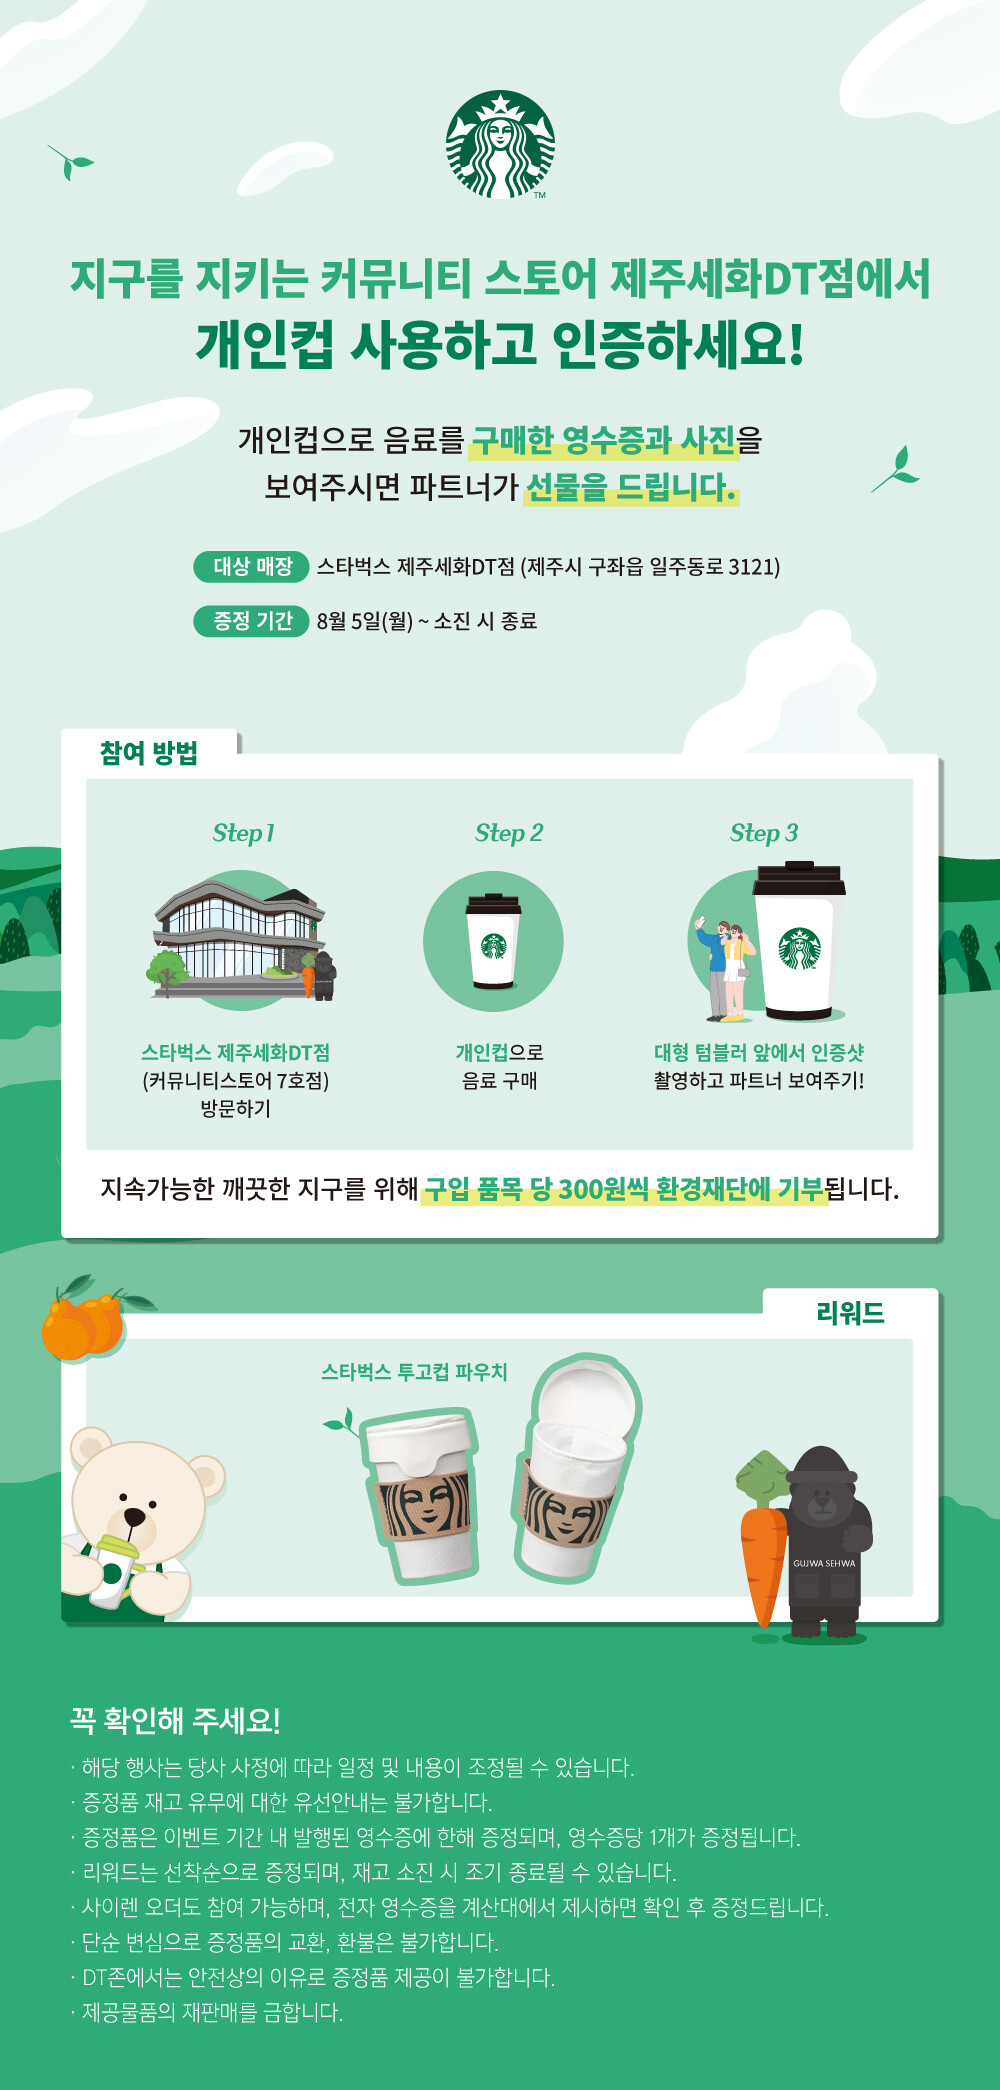 TM
지구를 지키는 커뮤니티 스토어 제주세화DT점에서
개인컵 사용하고 인증하세요!
개인컵으로 음료를 구매한 영수증과 사진을
보여주시면 파트너가 선물을 드립니다.
대상 매장 스타벅스 제주세화DT점 (제주시 구좌읍 일주동로 3121)
증정 기간 8월 5일(월) ~ 소진 시 종료
참여 방법
Step 1
스타벅스 제주세화DT점
(커뮤니티스토어 7호점)
방문하기
Step 2
개인컵으로
음료 구매
Step 3
대형 텀블러 앞에서 인증샷
촬영하고 파트너 보여주기!
지속가능한 깨끗한 지구를 위해 구입 품목 당 300원씩 환경재단에 기부됩니다.
리워드
스타벅스 투고컵 파우치
GUJWA SEHWA
꼭 확인해 주세요!
· 해당 행사는 당사 사정에 따라 일정 및 내용이 조정될 수 있습니다.
· 증정품 재고 유무에 대한 유선안내는 불가합니다.
· 증정품은 이벤트 기간 내 발행된 영수증에 한해 증정되며, 영수증당 1개가 증정됩니다.
· 리워드는 선착순으로 증정되며, 재고 소진 시 조기 종료될 수 있습니다.
· 사이렌 오더도 참여 가능하며, 전자 영수증을 계산대에서 제시하면 확인 후 증정드립니다.
· 단순 변심으로 증정품의 교환, 환불은 불가합니다.
· DT존에서는 안전상의 이유로 증정품 제공이 불가합니다.
· 제공물품의 재판매를 금합니다.